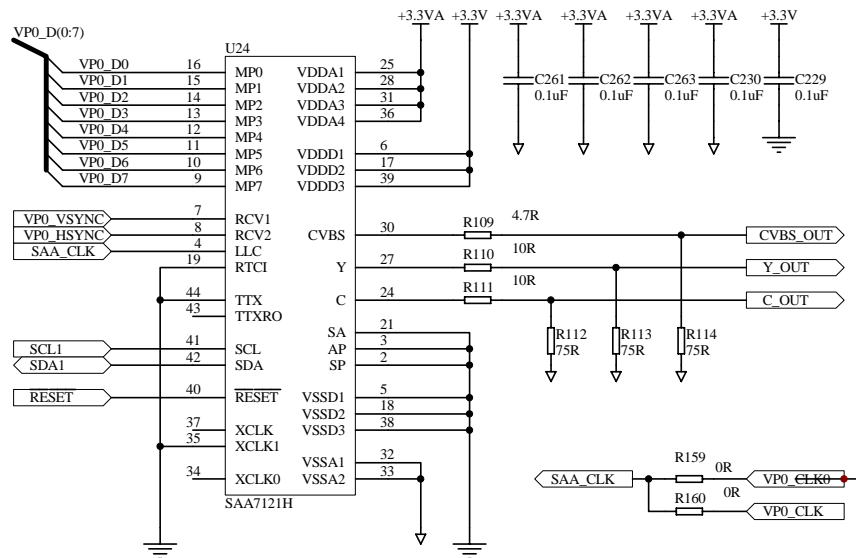 +3.3VA
+3.3V
+3.3VA
+3.3VA
+3.3VA
+3.3VA
+3.3V
VP0_D(0:7)
U24
VP0_D0
16
MP0
VDDA1
25
VP0_D1
15
MP1
VDDA2
28
VP0_D2
14
MP2
VDDA3
31
VP0_D3
13
MP3
VDDA4
36
VP0_D4
12
MP4
VP0_D5
11
MP5
VDDD1
6
VP0_D6
10
MP6
VDDD2
17
VP0_D7
9
MP7
VDDD3
39
C261
0.1uF
C262
0.1uF
C263
0.1uF
C230
0.1uF
C229
0.1uF
VP0_VSYNC
7
RCV1
VP0_HSYNC
8
RCV2
CVBS
30
R109
4.7R
CVBS_OUT
SAA_CLK
4
LLC
19
RTCI
Y
27
R110
10R
Y_OUT
44
TTX
C
24
R111
10R
C_OUT
43
TTXRO
SA
21
41
SCL1
SCL
AP
3
SDA1
42
SDA
SP
2
R112
75R
R113
75R
R114
75R
RESET
40
RESET
VSSD1
5
VSSD2
18
37
XCLK
VSSD3
38
35
XCLK1
VSSA1
32
34
XCLK0
VSSA2
33
SAA7121H
SAA_CLK
R159
0R
VP0_CLK0
R160
0R
VP0_CLK